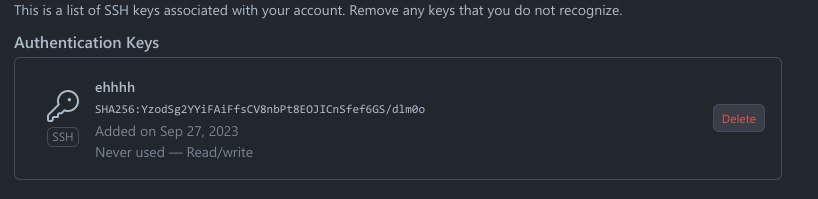 This is a list of SSH keys associated with your account. Remove any keys that you do not recognize.
Authentication Keys
ehhhh
SHA256:YzodSg2YYiFAiFfsCV8nbPt8EOJICnSfef6GS/dlm0o
SSH
Added on Sep 27, 2023
Never used — Read/write
Delete